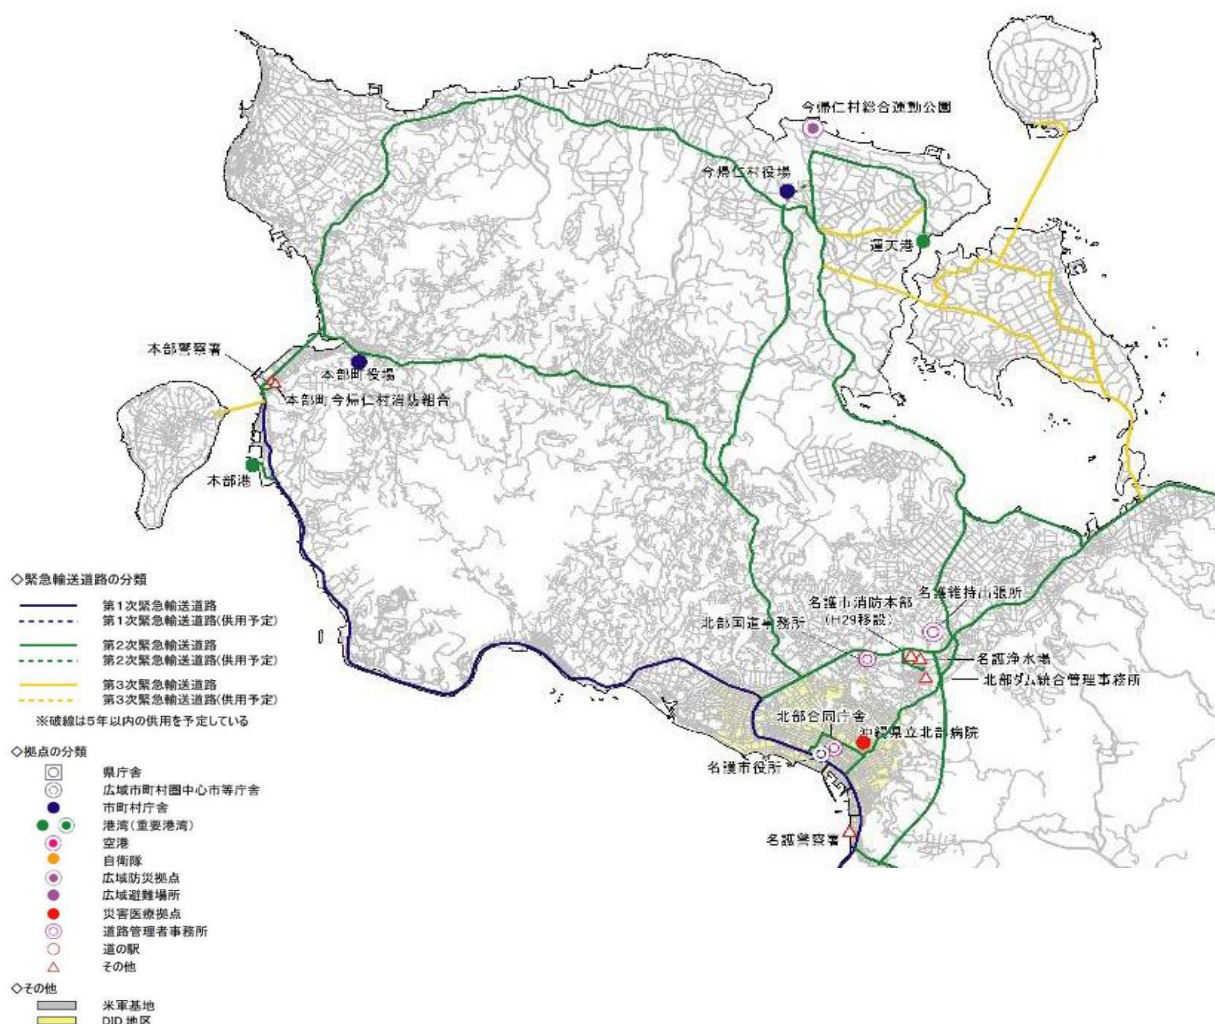 今帰仁村総合運動公園
今帰仁村役場
運天港
本部警察署
本部町役場
本部町今帰仁村消防組合
本部港
◇緊急輸送道路の分類
第1次緊急輸送道路
第1次緊急輸送道路(供用予定)
第2次緊急輸送道路
第2次緊急輸送道路(供用予定)
第3次緊急輸送道路
第3次緊急輸送道路(供用予定)
※破線は5年以内の供用を予定している
名護維持出張所
名護市消防本部
(H29移設)
北部国道事務所
名護浄水場
北部ダム統合管理事務所
北部合同庁舎
沖縄県立北部病院
名護市役所
名護警察署
◇拠点の分類
県庁舎
広域市町村圏中心市等庁舎
市町村庁舎
港湾(重要港湾)
空港
自衛隊
広域防災拠点
広域避難場所
災害医療拠点
道路管理者事務所
道の駅
その他
◇その他
米軍基地
DID地区